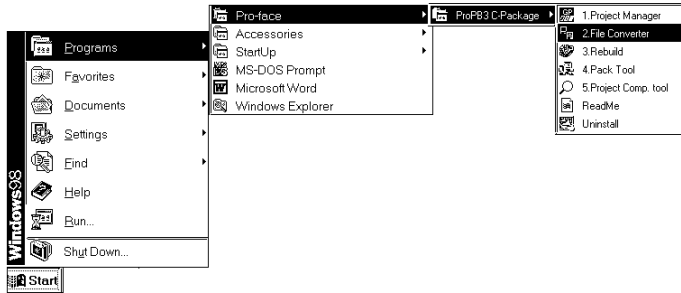 Programs
Favorites
Documents
Settings
Find
Help
Run...
Shut Down...
Windows98
Start
Pro-face
Accessories
StartUp
MS-DOS Prompt
Microsoft Word
Windows Explorer
ProPB3 C-Package
1.Project Manager
2.File Converter
3.Rebuild
4.Pack Tool
5.Project Comp. tool
ReadMe
Uninstall